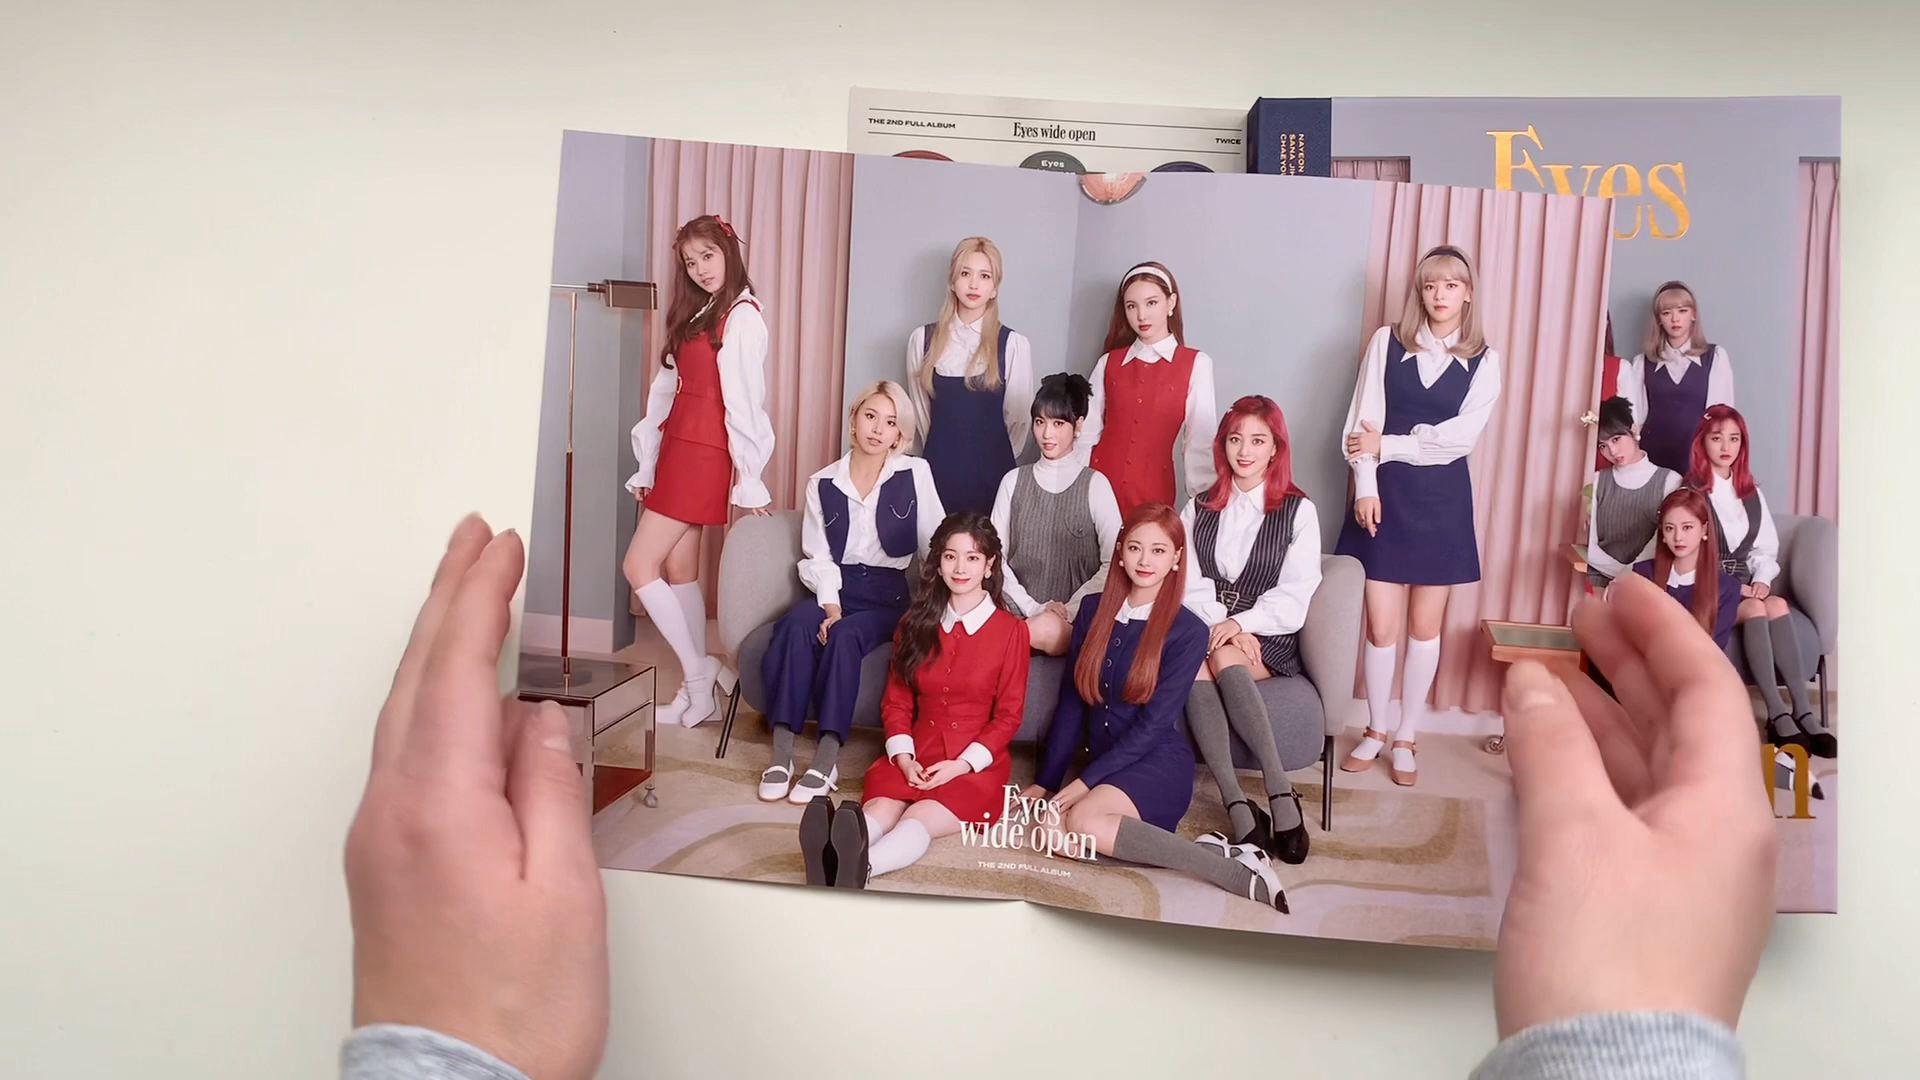 THE 2ND FULL ALBUM
Eyes wide open
TWICE
Eyes
NAYEON
SANA
Eyes
Eyes
wide open
THE 2ND FULL ALBUM